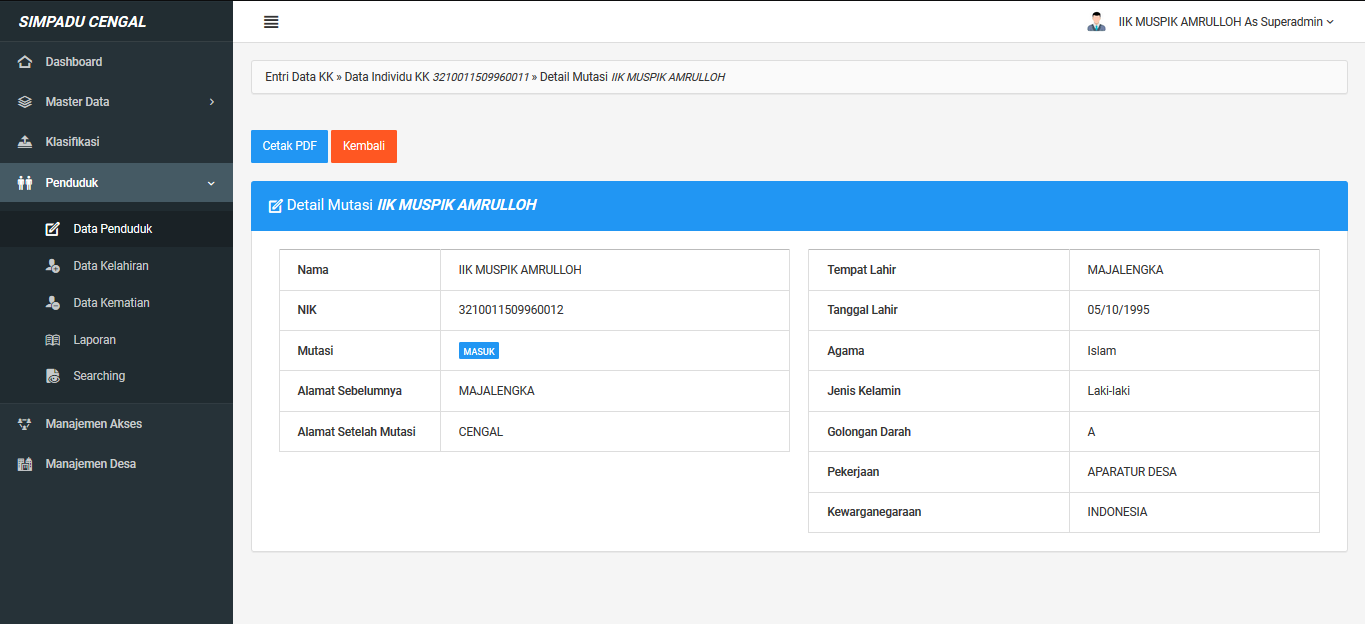 SIMPADU CENGAL
IIK MUSPIK AMRULLOH As Superadmin
Dashboard
Master Data
Klasifikasi
Penduduk
Data Penduduk
Data Kelahiran
Data Kematian
Laporan
Searching
Manajemen Akses
Manajemen Desa
Entri Data KK » Data Individu KK 3210011509960011 » Detail Mutasi IIK MUSPIK AMRULLOH
Cetak PDF Kembali
Detail Mutasi IIK MUSPIK AMRULLOH
Nama IIK MUSPIK AMRULLOH
NIK 3210011509960012
Mutasi MASUK
Alamat Sebelumnya MAJALENGKA
Alamat Setelah Mutasi CENGAL
Tempat Lahir MAJALENGKA
Tanggal Lahir 05/10/1995
Agama Islam
Jenis Kelamin Laki-laki
Golongan Darah A
Pekerjaan APARATUR DESA
Kewarganegaraan INDONESIA